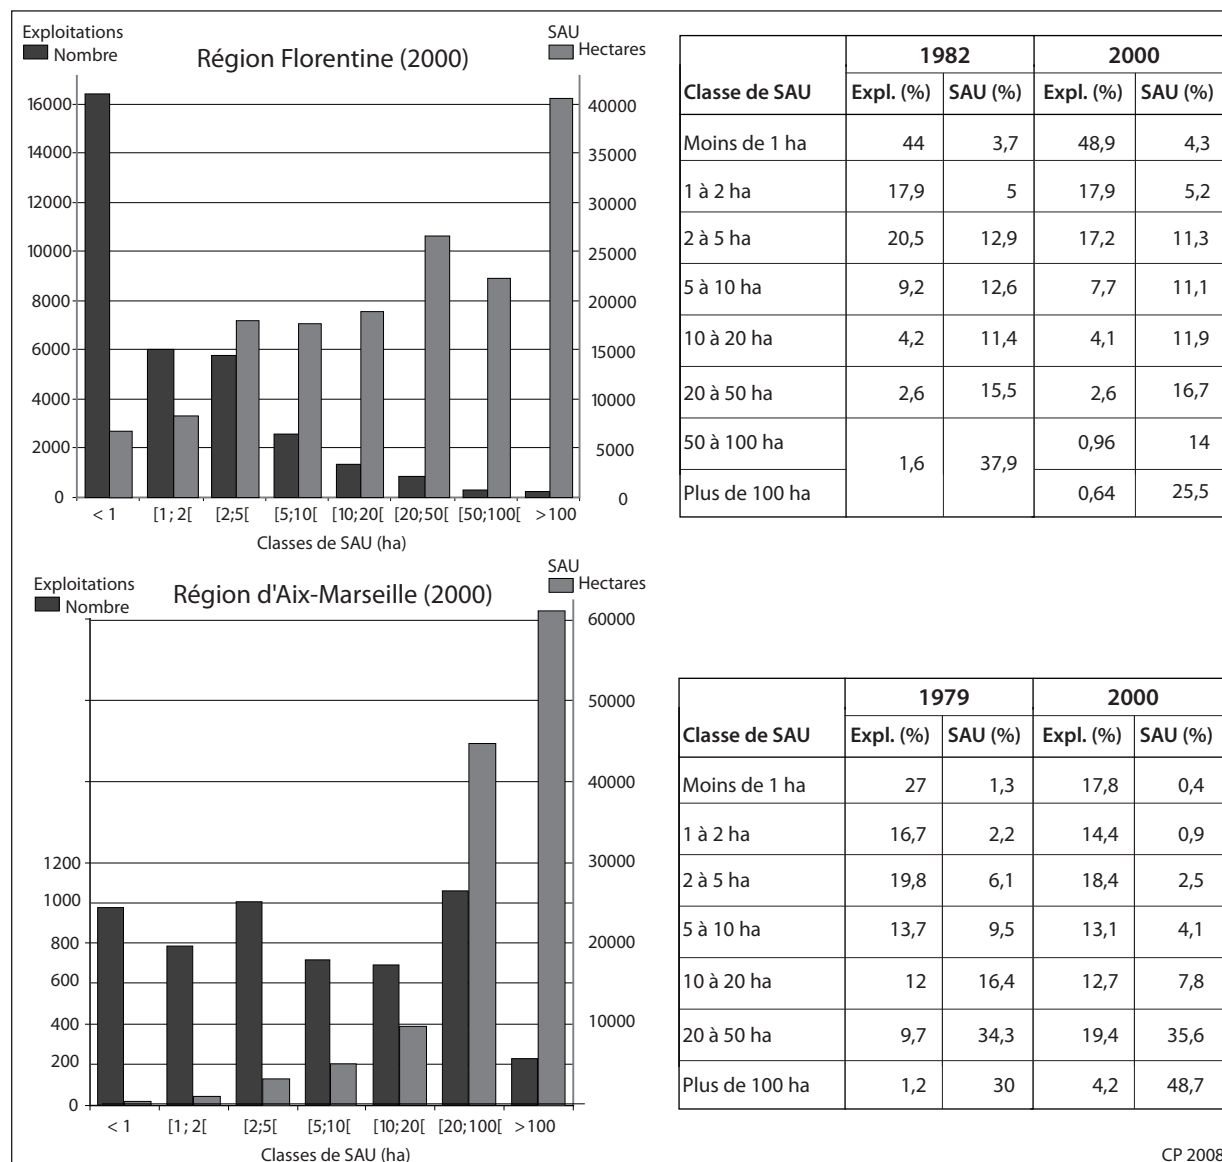 Exploitations
Nombre
Région Florentine (2000)
SAU
Hectares
16000
14000
12000
10000
8000
6000
4000
2000
0
40000
35000
30000
25000
20000
15000
10000
5000
0
< 1 [1; 2[ [2;5[ [5;10[ [10;20[ [20;50[ [50;100[ >100
Classes de SAU (ha)
1982 2000
Classe de SAU Expl. (%) SAU (%) Expl. (%) SAU (%)
Moins de 1 ha 44 3,7 48,9 4,3
1 à 2 ha 17,9 5 17,9 5,2
2 à 5 ha 20,5 12,9 17,2 11,3
5 à 10 ha 9,2 12,6 7,7 11,1
10 à 20 ha 4,2 11,4 4,1 11,9
20 à 50 ha 2,6 15,5 2,6 16,7
50 à 100 ha 0,96 14
1,6 37,9
Plus de 100 ha 0,64 25,5
Exploitations
Nombre
Région d'Aix-Marseille (2000)
SAU
Hectares
1200
1000
800
600
400
200
0
60000
50000
40000
30000
20000
10000
< 1 [1; 2[ [2;5[ [5;10[ [10;20[ [20;100[ >100
Classes de SAU (ha)
1979 2000
Classe de SAU Expl. (%) SAU (%) Expl. (%) SAU (%)
Moins de 1 ha 27 1,3 17,8 0,4
1 à 2 ha 16,7 2,2 14,4 0,9
2 à 5 ha 19,8 6,1 18,4 2,5
5 à 10 ha 13,7 9,5 13,1 4,1
10 à 20 ha 12 16,4 12,7 7,8
20 à 50 ha 9,7 34,3 19,4 35,6
Plus de 100 ha 1,2 30 4,2 48,7
CP 2008